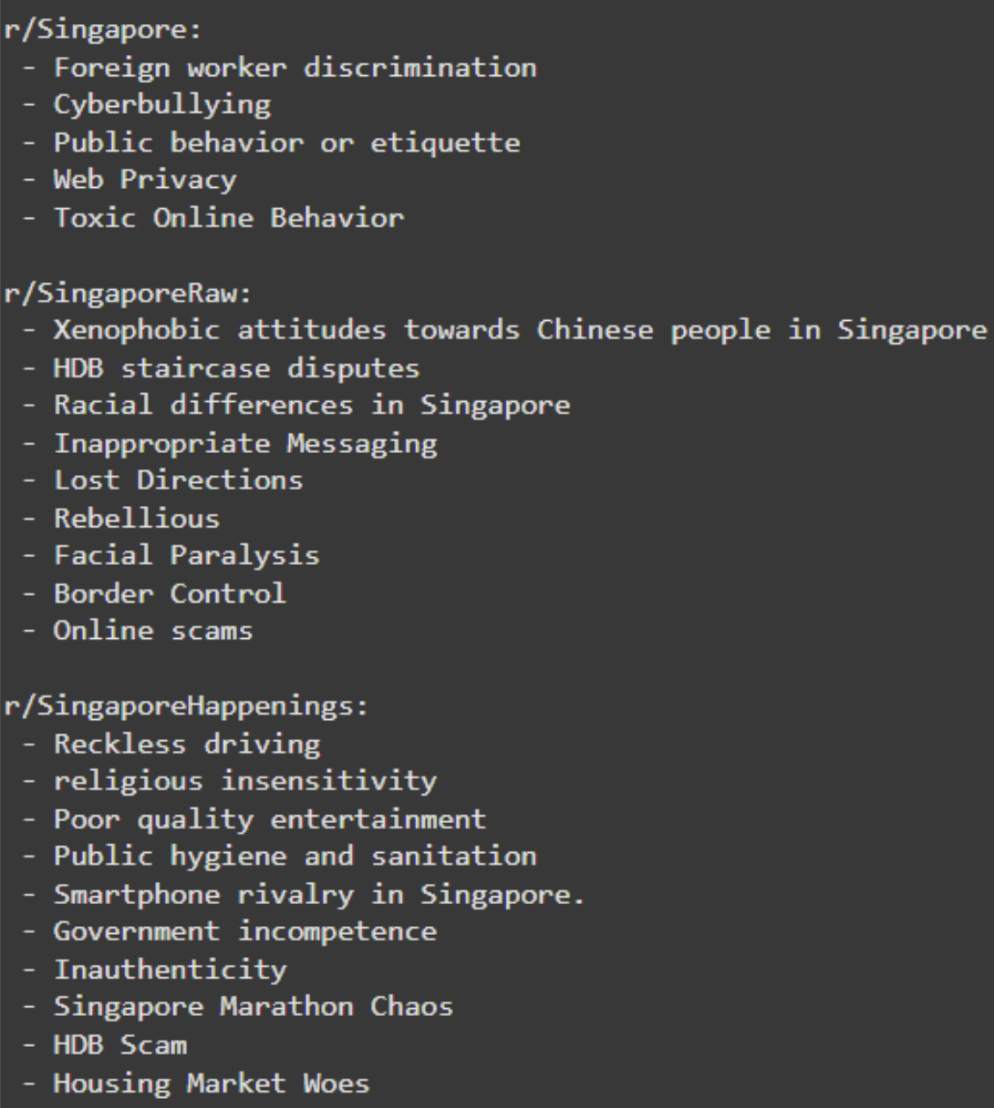 r/Singapore:
- Foreign worker discrimination
- Cyberbullying
- Public behavior or etiquette
- Web Privacy
- Toxic Online Behavior
r/SingaporeRaw:
- Xenophobic attitudes towards Chinese people in Singapore
- HDB staircase disputes
- Racial differences in Singapore
- Inappropriate Messaging
- Lost Directions
- Rebellious
- Facial Paralysis
- Border Control
- Online scams
r/SingaporeHappenings:
- Reckless driving
- religious insensitivity
- Poor quality entertainment
- Public hygiene and sanitation
- Smartphone rivalry in Singapore.
- Government incompetence
- Inauthenticity
- Singapore Marathon Chaos
- HDB Scam
- Housing Market Woes